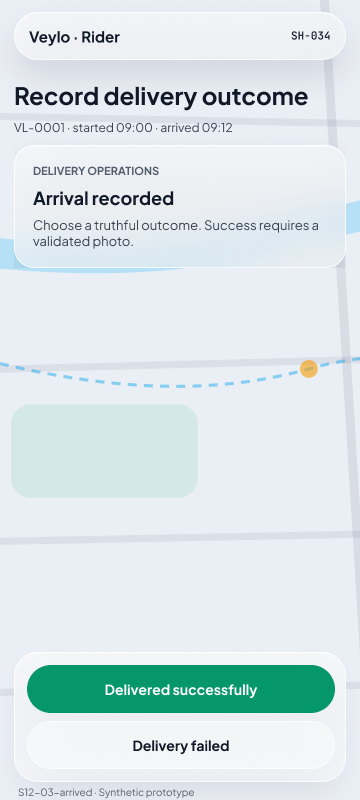 Veylo · Rider
SH-034
Record delivery outcome
VL-0001 · started 09:00 · arrived 09:12
DELIVERY OPERATIONS
Arrival recorded
Choose a truthful outcome. Success requires a
validated photo.
Delivered successfully
Delivery failed
S12-03-arrived · Synthetic prototype